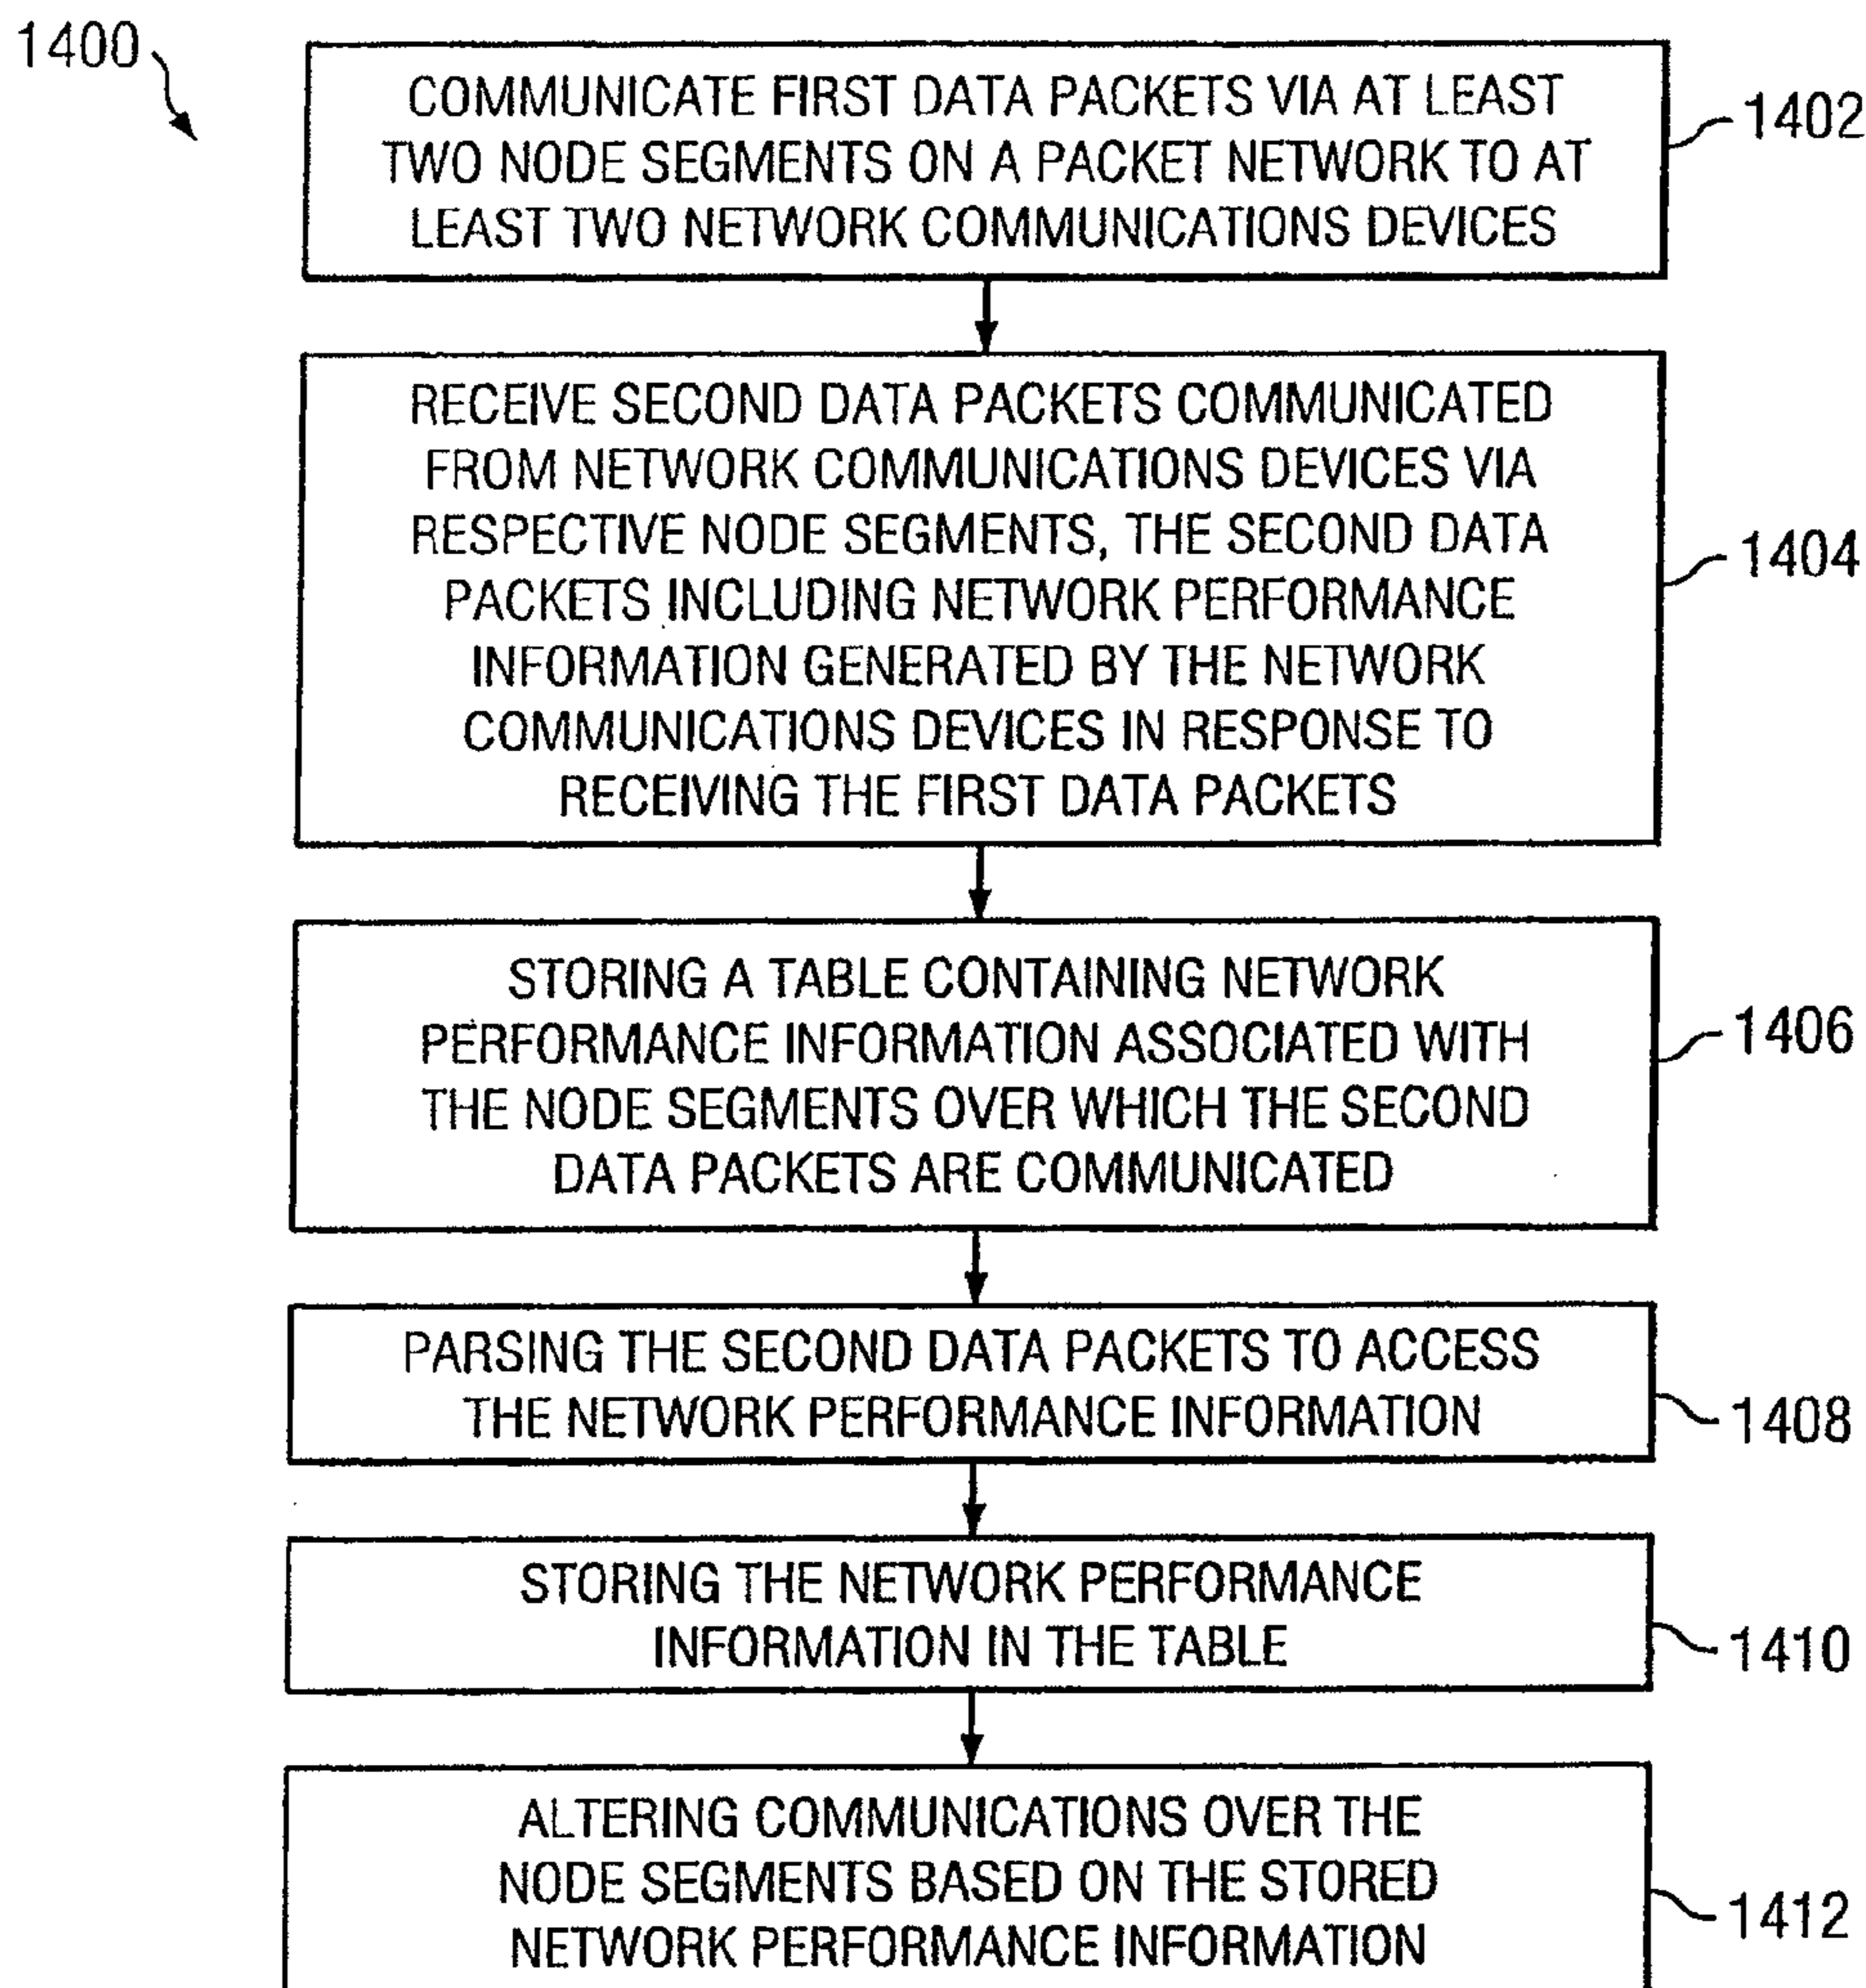 1400
COMMUNICATE FIRST DATA PACKETS VIA AT LEAST
TWO NODE SEGMENTS ON A PACKET NETWORK TO AT
LEAST TWO NETWORK COMMUNICATIONS DEVICES
1402
RECEIVE SECOND DATA PACKETS COMMUNICATED
FROM NETWORK COMMUNICATIONS DEVICES VIA
RESPECTIVE NODE SEGMENTS, THE SECOND DATA
PACKETS INCLUDING NETWORK PERFORMANCE
INFORMATION GENERATED BY THE NETWORK
COMMUNICATIONS DEVICES IN RESPONSE TO
RECEIVING THE FIRST DATA PACKETS
1404
STORING A TABLE CONTAINING NETWORK
PERFORMANCE INFORMATION ASSOCIATED WITH
THE NODE SEGMENTS OVER WHICH THE SECOND
DATA PACKETS ARE COMMUNICATED
1406
PARSING THE SECOND DATA PACKETS TO ACCESS
THE NETWORK PERFORMANCE INFORMATION
1408
STORING THE NETWORK PERFORMANCE
INFORMATION IN THE TABLE
1410
ALTERING COMMUNICATIONS OVER THE
NODE SEGMENTS BASED ON THE STORED
NETWORK PERFORMANCE INFORMATION
1412